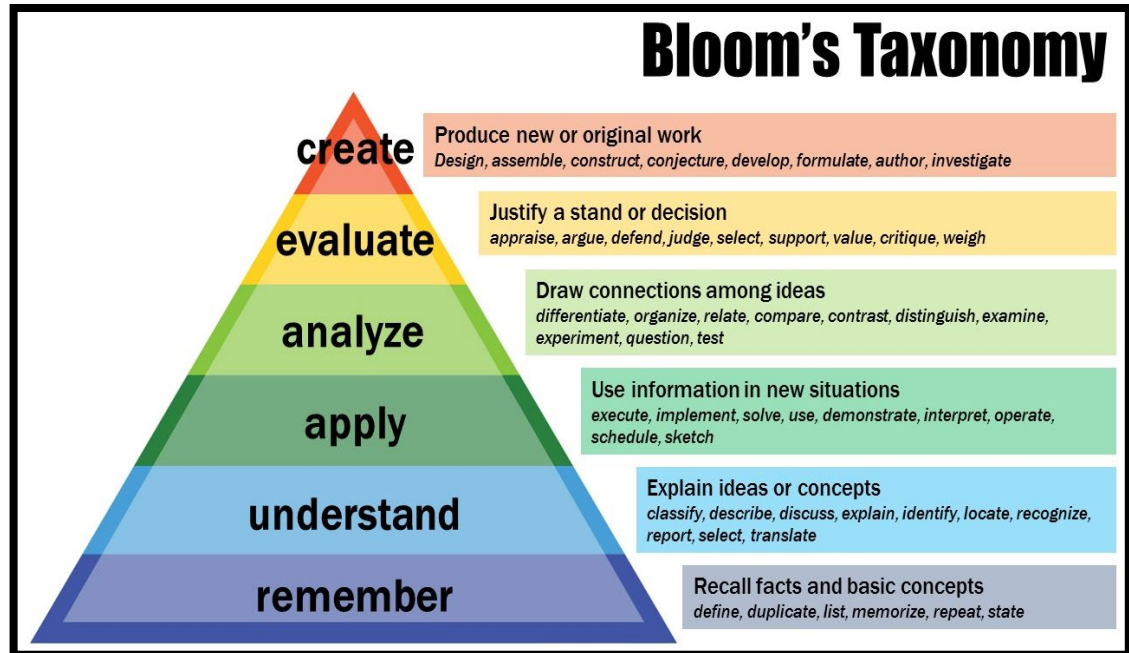 Bloom's Taxonomy
create
Produce new or original work
Design, assemble, construct, conjecture, develop, formulate, author, investigate
evaluate
Justify a stand or decision
appraise, argue, defend, judge, select, support, value, critique, weigh
analyze
Draw connections among ideas
differentiate, organize, relate, compare, contrast, distinguish, examine,
experiment, question, test
apply
Use information in new situations
execute, implement, solve, use, demonstrate, interpret, operate,
schedule, sketch
understand
Explain ideas or concepts
classify, describe, discuss, explain, identify, locate, recognize,
report, select, translate
remember
Recall facts and basic concepts
define, duplicate, list, memorize, repeat, state